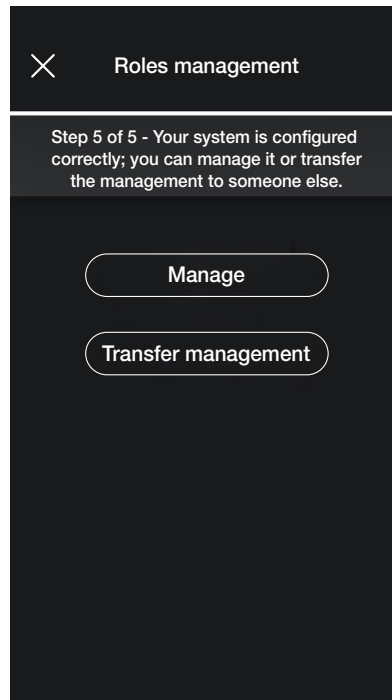 Roles management
Step 5 of 5 - Your system is configured
correctly; you can manage it or transfer
the management to someone else.
Manage
Transfer management